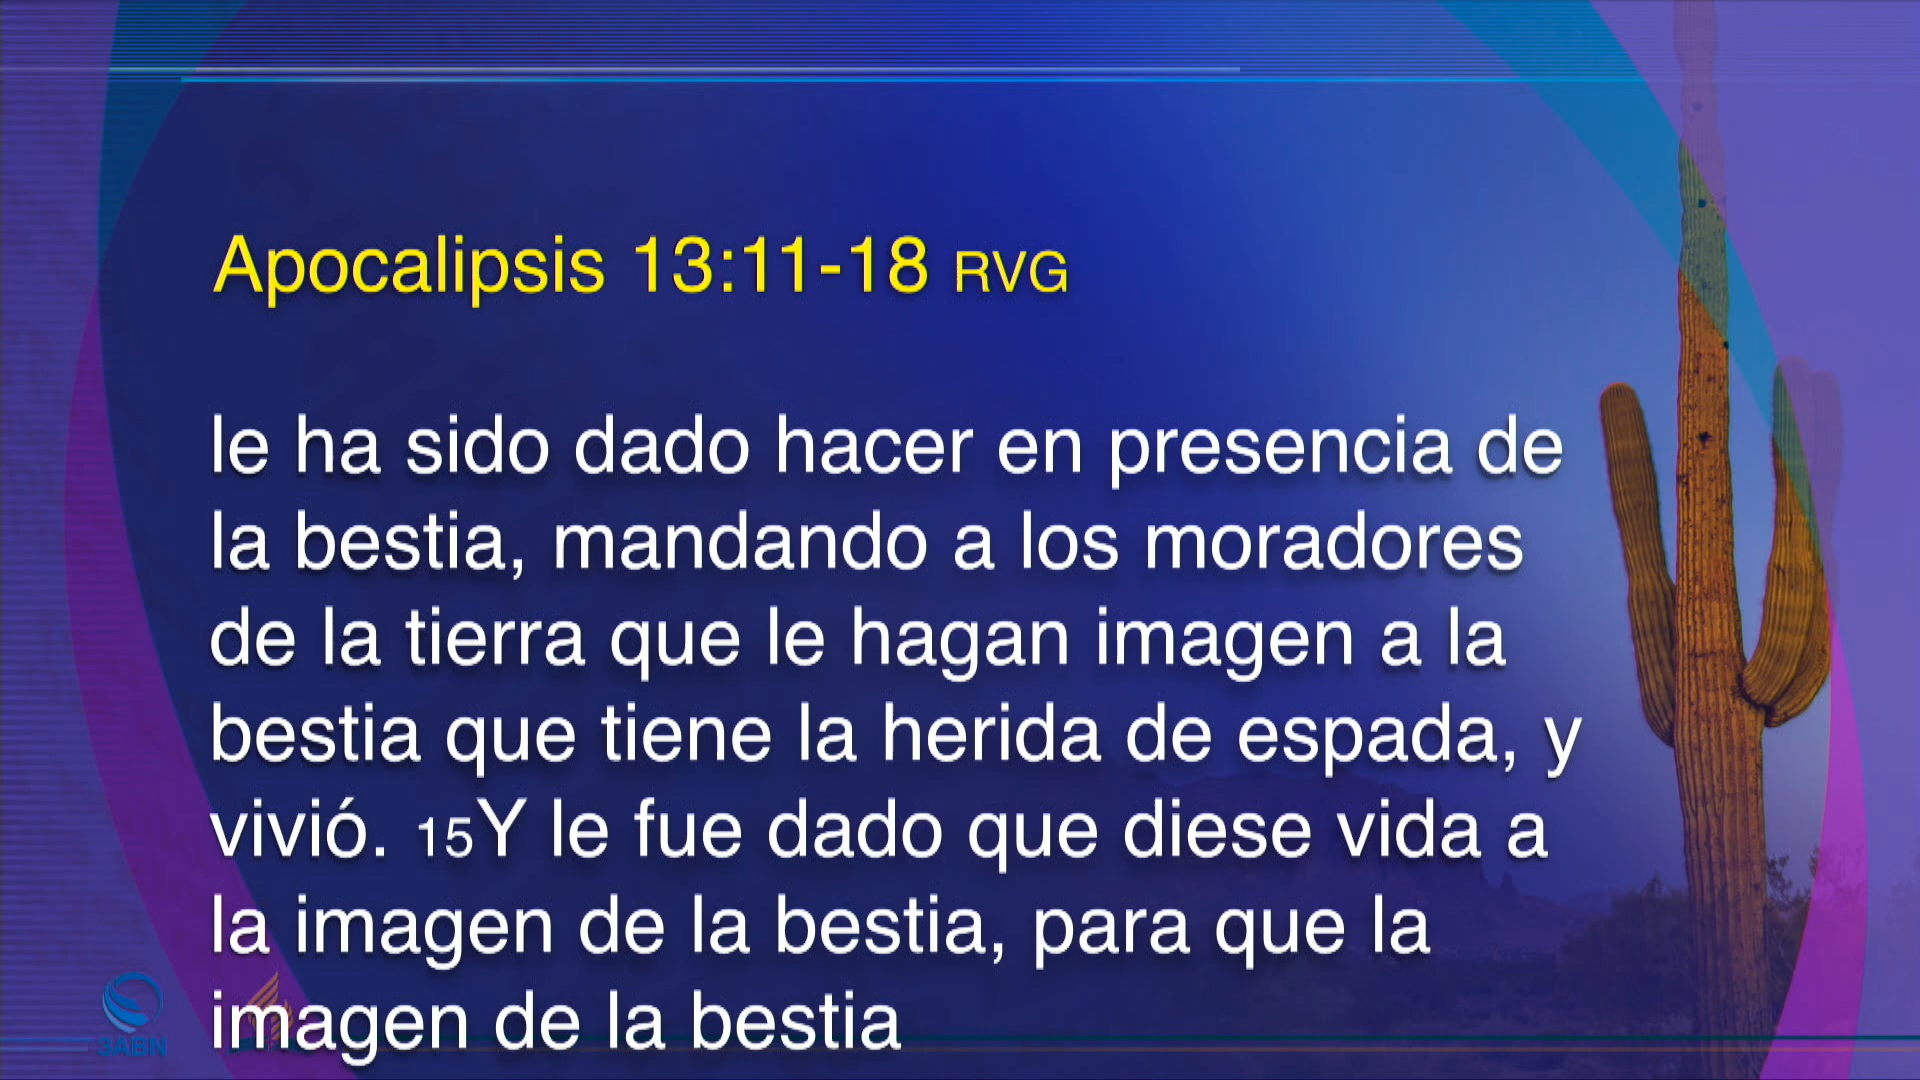 Apocalipsis 13:11-18 RVG
le ha sido dado hacer en presencia de
la bestia, mandando a los moradores
de la tierra que le hagan imagen a la
bestia que tiene la herida de espada, y
vivió. 15Y le fue dado que diese vida a
la imagen de la bestia, para que la
imagen de la bestia
3ABN